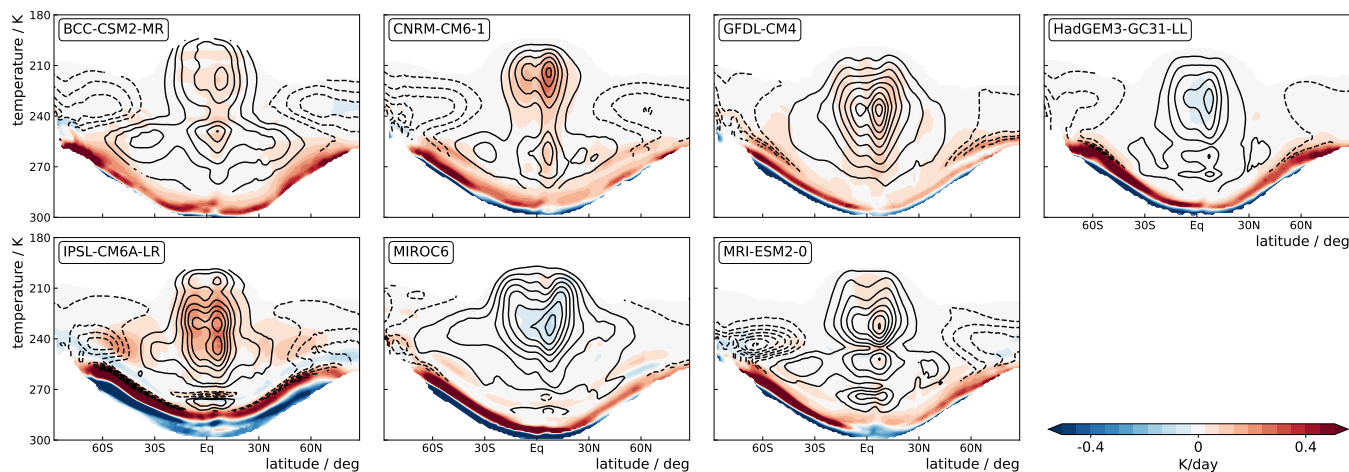 180
210
240
270
300
temperature / K
BCC-CSM2-MR
CNRM-CM6-1
GFDL-CM4
HadGEM3-GC31-LL
60S 30S Eq 30N 60N
latitude / deg
180
210
240
270
300
temperature / K
IPSL-CM6A-LR
MIROC6
MRI-ESM2-0
60S 30S Eq 30N 60N
latitude / deg
60S 30S Eq 30N 60N
latitude / deg
60S 30S Eq 30N 60N
latitude / deg
-0.4 0 0.4
K/day